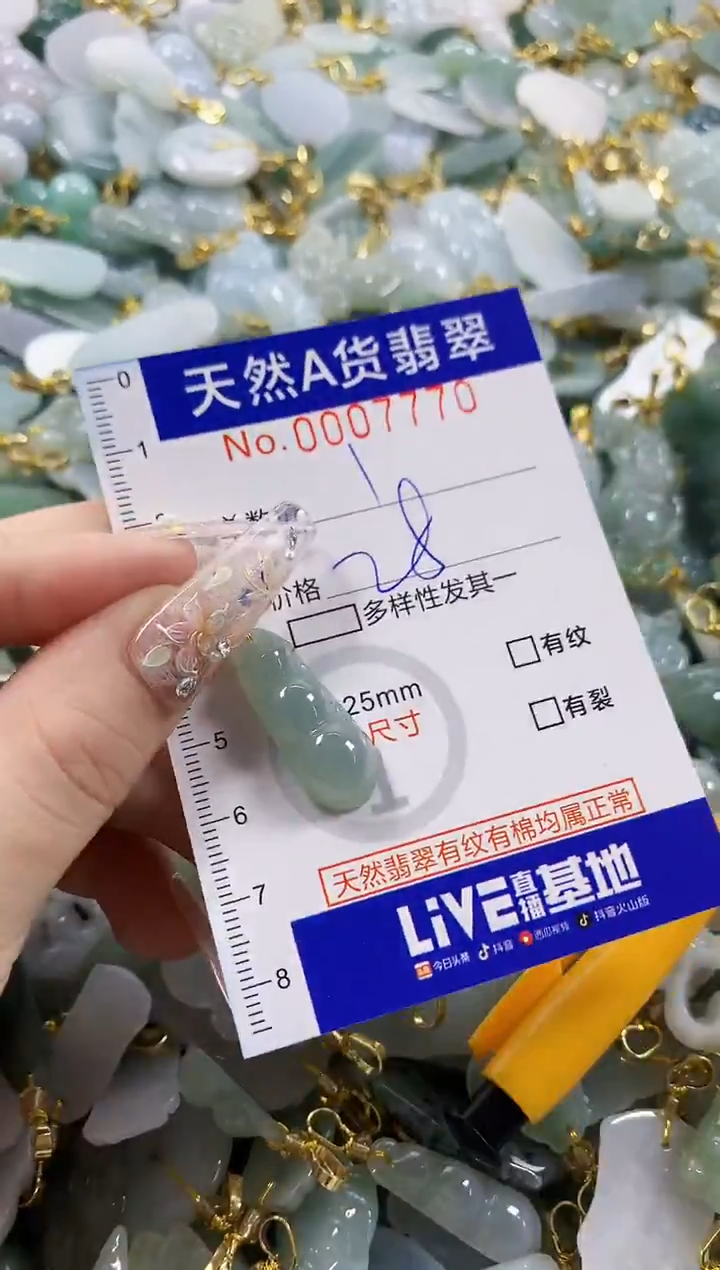 天然A货翡翠
No.0007770
总数 1
价格 28
多样性发其一
25mm
尺寸
有纹
有裂
1
天然翡翠有纹有棉均属正常
LiVE直播基地
今日头条 抖音 西瓜视频 抖音火山版
0
1
5
6
7
8